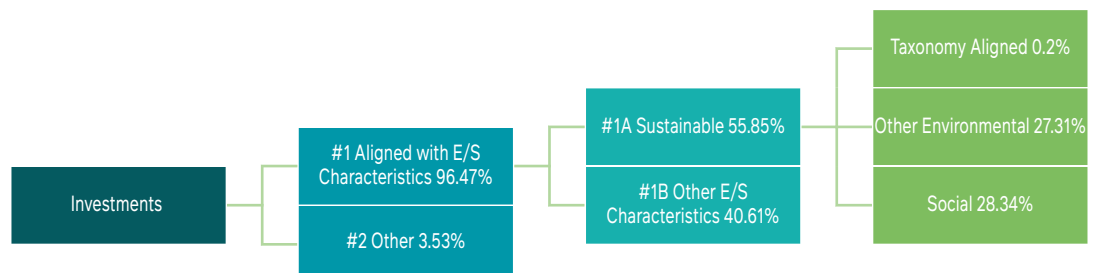 Investments
#1 Aligned with E/S
Characteristics 96.47%
#2 Other 3.53%
#1A Sustainable 55.85%
#1B Other E/S
Characteristics 40.61%
Taxonomy Aligned 0.2%
Other Environmental 27.31%
Social 28.34%